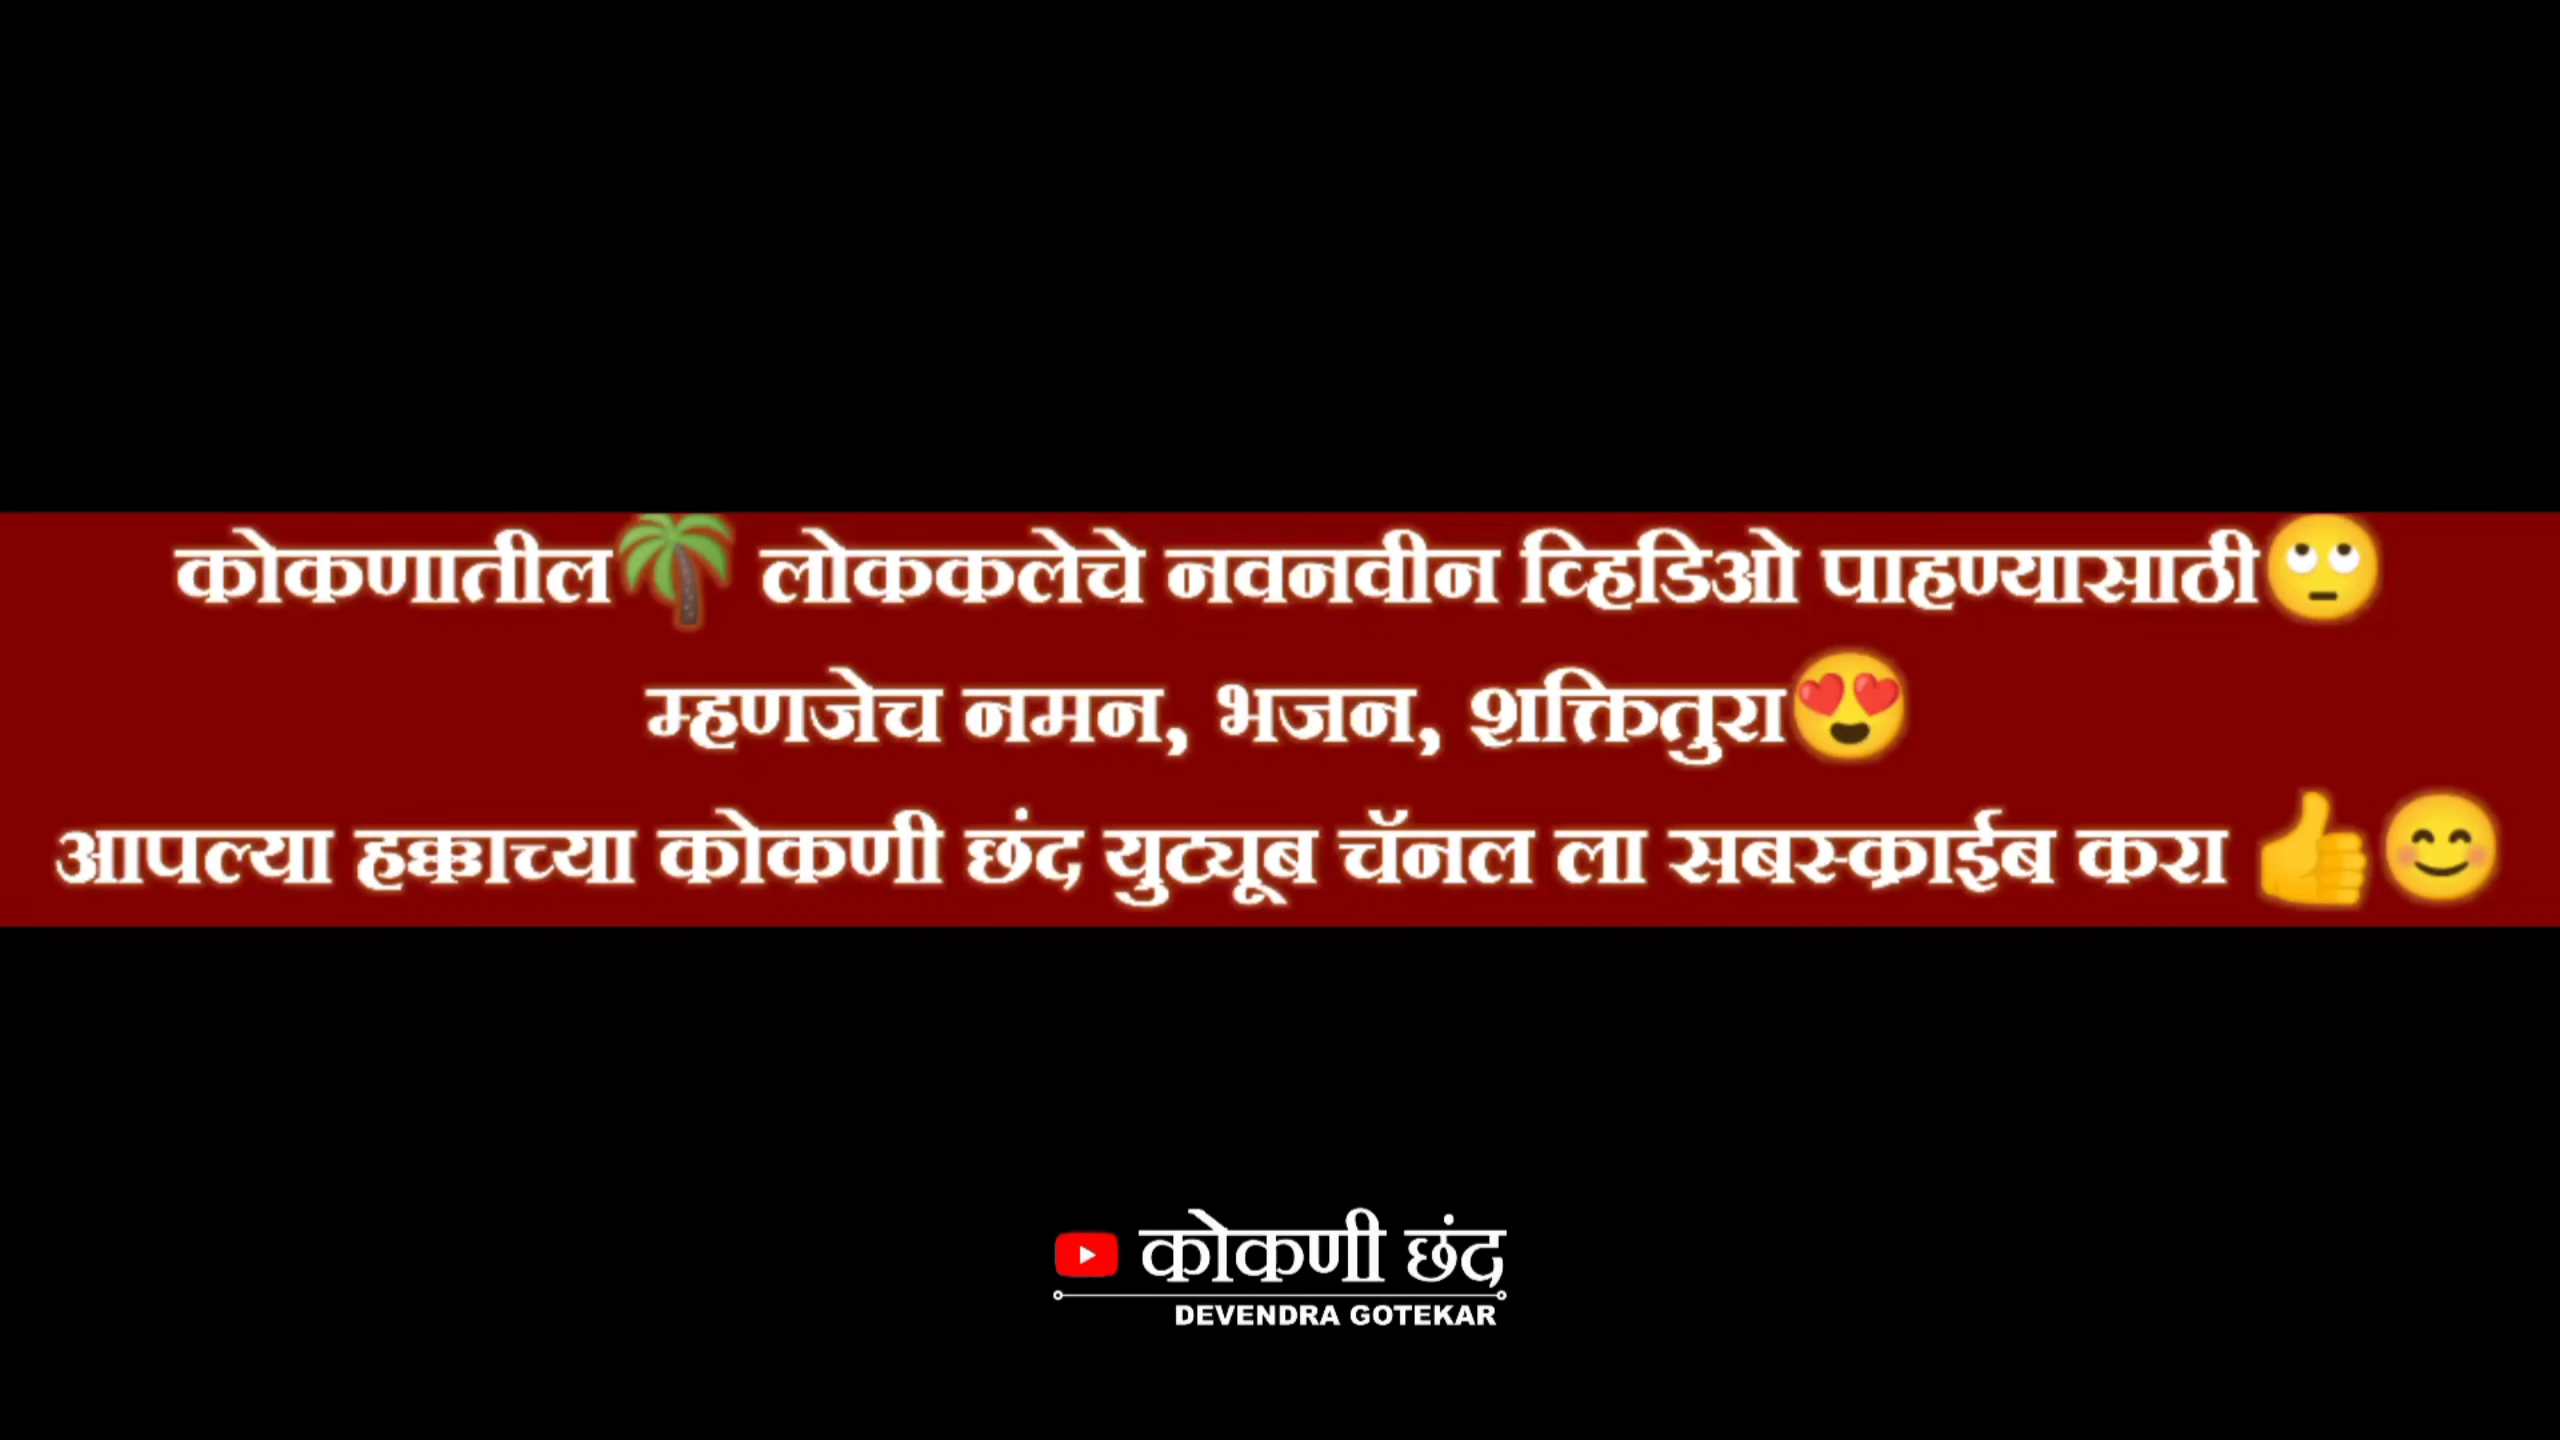 कोकणातील🌴 लोककलेचे नवनवीन व्हिडिओ पाहण्यासाठी🙄
म्हणजेच नमन, भजन, शक्तितुरा😍
आपल्या हक्काच्या कोकणी छंद युट्यूब चॅनल ला सबस्क्राईब करा 👍😊
कोकणी छंद
DEVENDRA GOTEKAR